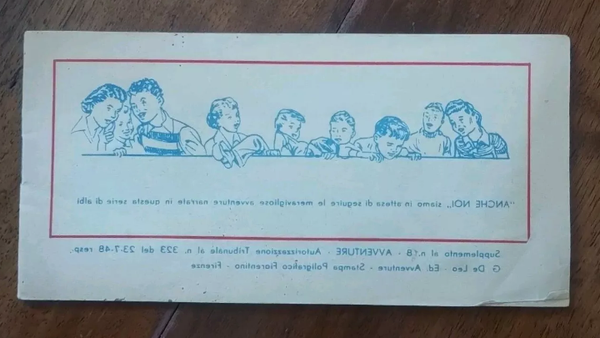 "ANCHE NOI,, siamo in attesa di seguire le meravigliose avventure narrate in questa serie di albi
Supplemento al n. 8 - AVVENTURE - Autorizzazione Tribunale al n. 323 del 23-7-48 resp.
G De Leo - Ed. Avventure - Stampa Poligrafico Fiorentino - Firenze